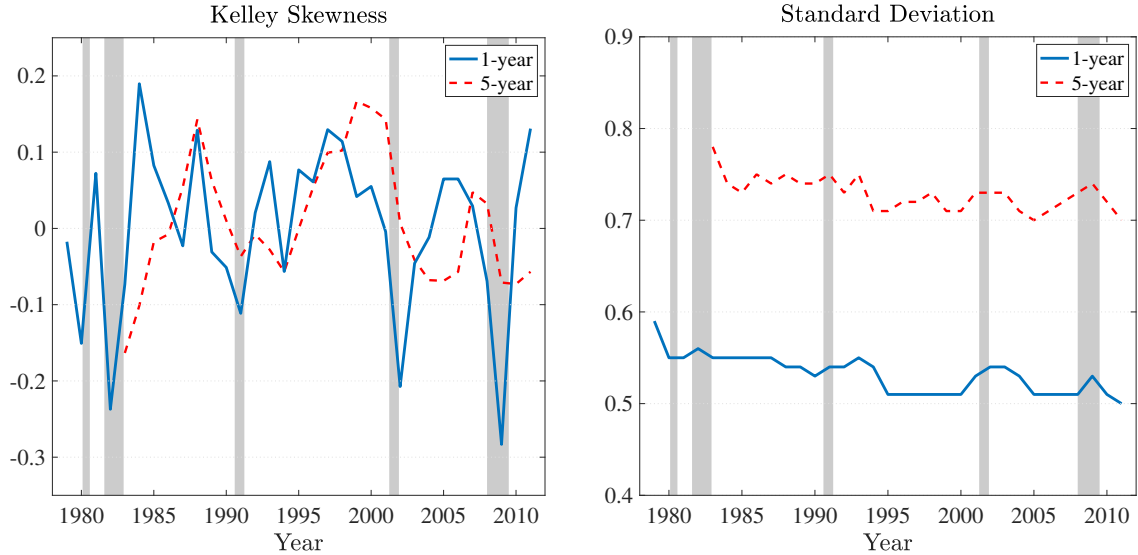 Kelley Skewness
1-year
5-year
0.2
0.1
0
-0.1
-0.2
-0.3
1980 1985 1990 1995 2000 2005 2010
Year
Standard Deviation
1-year
5-year
0.9
0.8
0.7
0.6
0.5
0.4
1980 1985 1990 1995 2000 2005 2010
Year